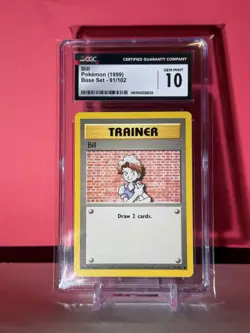 CGC
CERTIFIED GUARANTY COMPANY
Bill
Pokémon (1999)
Base Set - 91/102
GEM MINT
10
TRAINER
Bill
Draw 2 cards.